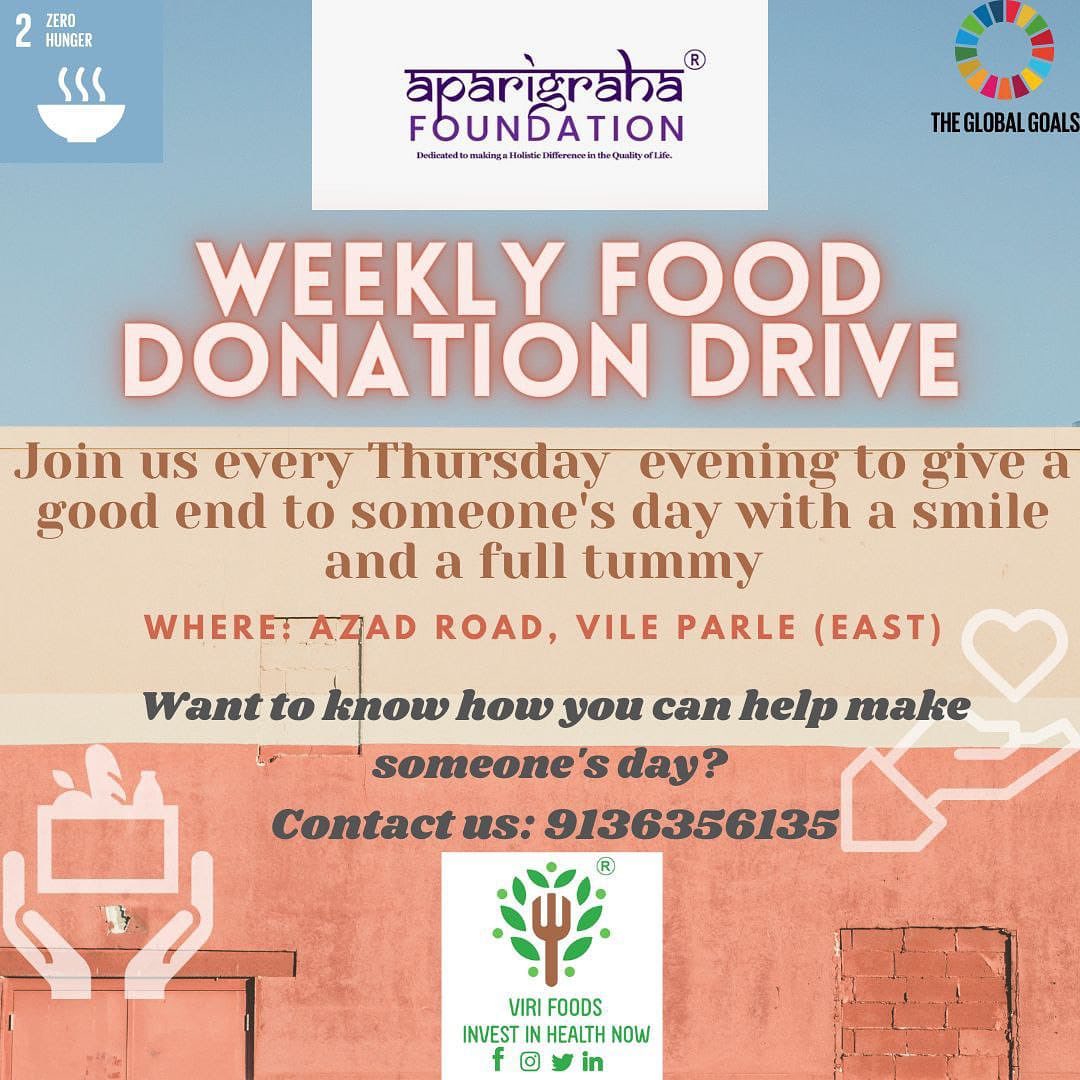 2 ZERO
HUNGER
aparigraha ®
FOUNDATION
Dedicated to making a Holistic Difference in the Quality of Life.
THE GLOBAL GOALS
WEEKLY FOOD
DONATION DRIVE
Join us every Thursday evening to give a
good end to someone's day with a smile
and a full tummy
WHERE: AZAD ROAD, VILE PARLE (EAST)
Want to know how you can help make
someone's day?
Contact us: 9136356135
®
VIRI FOODS
INVEST IN HEALTH NOW